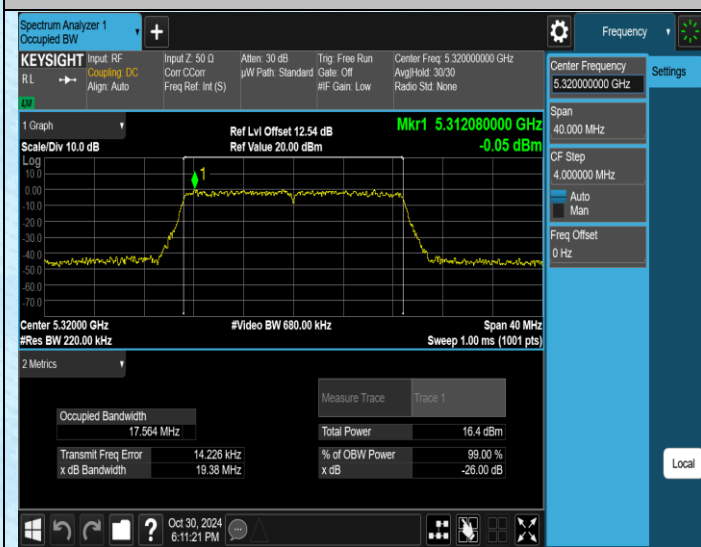 Spectrum Analyzer 1
Occupied BW
+
Frequency
KEYSIGHT
RL
LXI
Input: RF
Coupling: DC
Align: Auto
Input Z: 50 Ω
Corr CCorr
Freq Ref: Int (S)
Atten: 30 dB
µW Path: Standard
Trig: Free Run
Gate: Off
#IF Gain: Low
Center Freq: 5.320000000 GHz
Avg|Hold: 30/30
Radio Std: None
Center Frequency
5.320000000 GHz
Settings
Span
40.000 MHz
CF Step
4.000000 MHz
Auto
Man
Freq Offset
0 Hz
1 Graph
Scale/Div 10.0 dB
Ref Lvl Offset 12.54 dB
Ref Value 20.00 dBm
Mkr1 5.312080000 GHz
-0.05 dBm
Log
10.0
0.00
-10.0
-20.0
-30.0
-40.0
-50.0
-60.0
-70.0
1
Center 5.32000 GHz
#Res BW 220.00 kHz
#Video BW 680.00 kHz
Span 40 MHz
Sweep 1.00 ms (1001 pts)
2 Metrics
Measure Trace Trace 1
Occupied Bandwidth
17.564 MHz
Total Power 16.4 dBm
Transmit Freq Error 14.226 kHz
% of OBW Power 99.00 %
x dB Bandwidth 19.38 MHz
x dB -26.00 dB
Local
?
Oct 30, 2024
6:11:21 PM